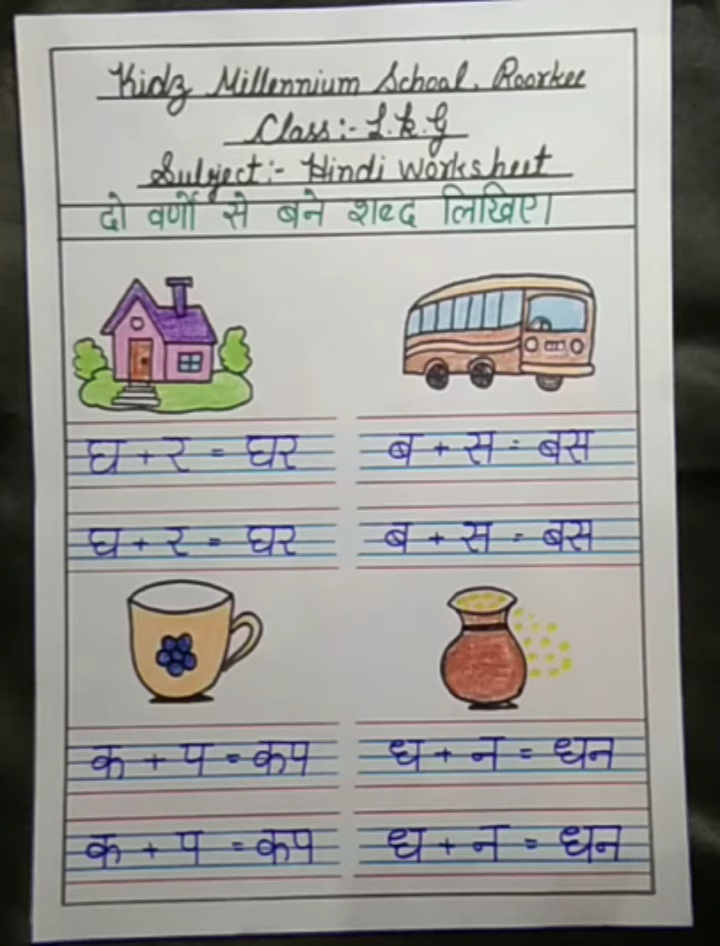 Kidz Millennium School, Roorkee
Class:- L.K.G
Subject:- Hindi Worksheet
दो वर्णों से बने शब्द लिखिए।
घ + र = घर
ब + स = बस
घ + र = घर
ब + स = बस
क + प = कप
ध + न = धन
क + प = कप
ध + न = धन